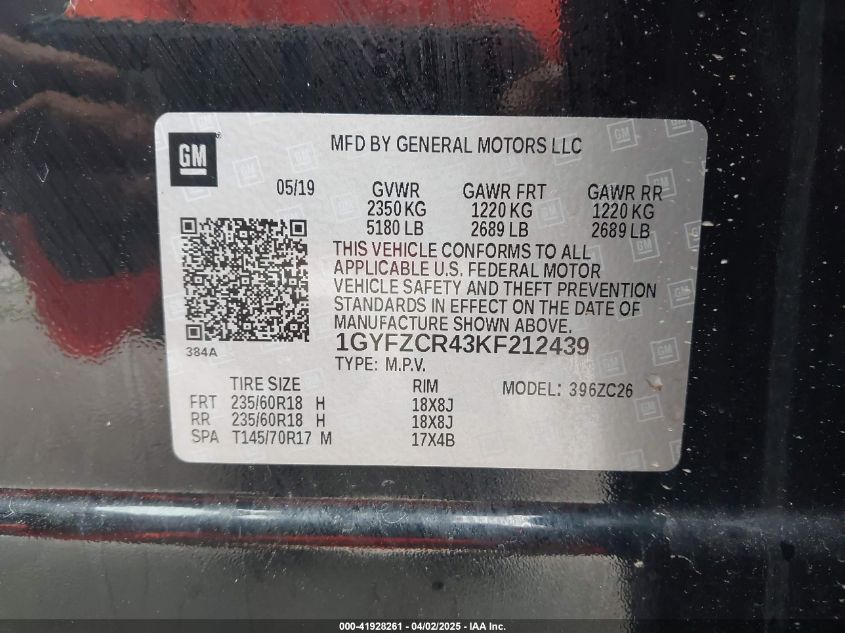 GM
MFD BY GENERAL MOTORS LLC
05/19 GVWR GAWR FRT GAWR RR
2350 KG 1220 KG 1220 KG
5180 LB 2689 LB 2689 LB
THIS VEHICLE CONFORMS TO ALL
APPLICABLE U.S. FEDERAL MOTOR
VEHICLE SAFETY AND THEFT PREVENTION
STANDARDS IN EFFECT ON THE DATE OF
MANUFACTURE SHOWN ABOVE.
384A
1GYFZCR43KF212439
TYPE: M.P.V.
TIRE SIZE RIM MODEL: 396ZC26
FRT 235/60R18 H 18X8J
RR 235/60R18 H 18X8J
SPA T145/70R17 M 17X4B
000-41928261 - 04/02/2025 - IAA Inc.